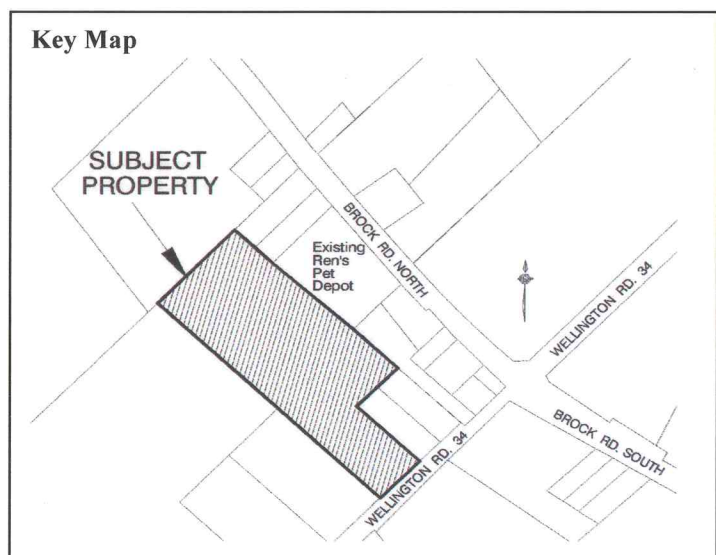 Key Map
SUBJECT
PROPERTY
Existing
Ren's
Pet
Depot
BROCK RD. NORTH
WELLINGTON RD. 34
BROCK RD. SOUTH
WELLINGTON RD. 34